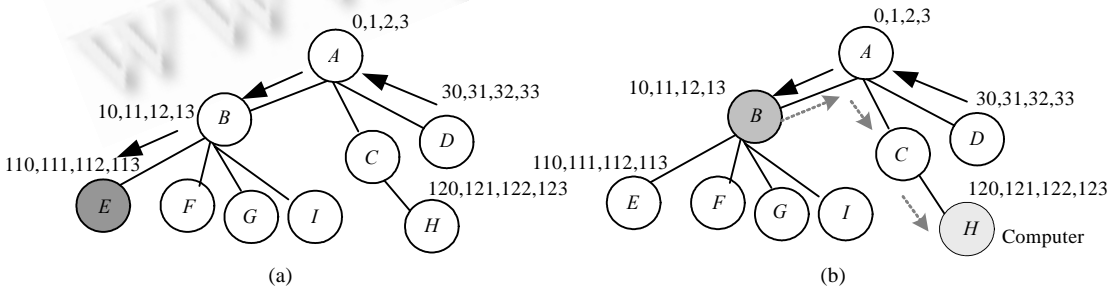 0,1,2,3
A
30,31,32,33
10,11,12,13
B
D
C
110,111,112,113
120,121,122,123
E
F
G
I
H
(a)
0,1,2,3
A
30,31,32,33
10,11,12,13
B
D
C
110,111,112,113
120,121,122,123
E
F
G
I
H
Computer
(b)